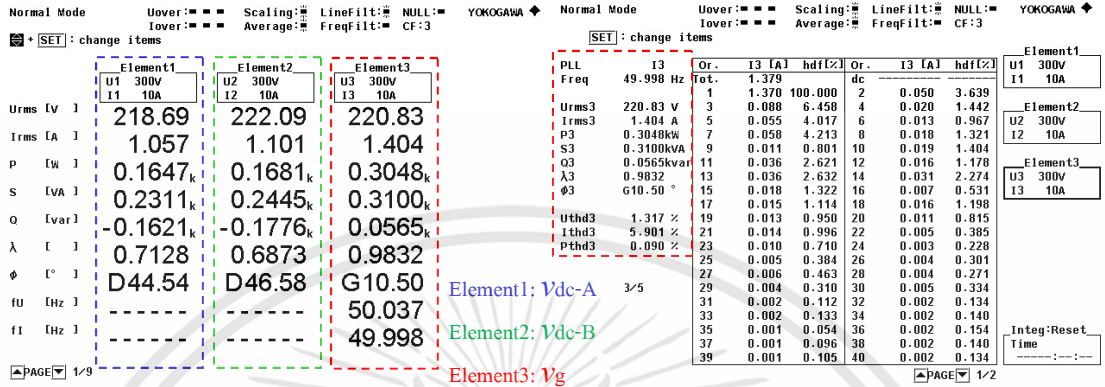 Normal Mode Uover: Scaling: LineFilt: NULL: YOKOGAWA
Iover: Average: FreqFilt: CF:3
+ SET : change items
Element1 Element2 Element3
U1 300V U2 300V U3 300V
I1 10A I2 10A I3 10A
Urms [V ] 218.69 222.09 220.83
Irms [A ] 1.057 1.101 1.404
P [W ] 0.1647k 0.1681k 0.3048k
S [VA ] 0.2311k 0.2445k 0.3100k
Q [var] -0.1621k -0.1776k 0.0565k
λ [ ] 0.7128 0.6873 0.9832
ϕ [° ] D44.54 D46.58 G10.50
fU [Hz ] ------ ------ 50.037
fI [Hz ] ------ ------ 49.998
PAGE 1/9
Element1: Vdc-A
Element2: Vdc-B
Element3: Vg
Normal Mode Uover: Scaling: LineFilt: NULL: YOKOGAWA
Iover: Average: FreqFilt: CF:3
SET : change items
PLL I3
Freq 49.998 Hz
Urms3 220.83 V
Irms3 1.404 A
P3 0.3048kW
S3 0.3100kVA
Q3 0.0565kvar
λ3 0.9832
ϕ3 G10.50 °
Uthd3 1.317 %
Ithd3 5.901 %
Pthd3 0.090 %
3/5
Or. I3 [A] hdf[%] Or. I3 [A] hdf[%]
Tot. 1.379 dc -------- --------
1 1.370 100.000 2 0.050 3.639
3 0.088 6.458 4 0.020 1.442
5 0.055 4.017 6 0.013 0.967
7 0.058 4.213 8 0.018 1.321
9 0.011 0.801 10 0.019 1.404
11 0.036 2.621 12 0.016 1.178
13 0.036 2.632 14 0.031 2.274
15 0.018 1.322 16 0.007 0.531
17 0.015 1.114 18 0.016 1.198
19 0.013 0.950 20 0.011 0.815
21 0.014 0.996 22 0.005 0.385
23 0.010 0.710 24 0.003 0.228
25 0.005 0.384 26 0.004 0.301
27 0.006 0.463 28 0.004 0.271
29 0.004 0.310 30 0.005 0.334
31 0.002 0.112 32 0.002 0.134
33 0.002 0.133 34 0.002 0.140
35 0.001 0.054 36 0.002 0.154
37 0.001 0.096 38 0.002 0.140
39 0.001 0.105 40 0.002 0.134
Element1
U1 300V
I1 10A
Element2
U2 300V
I2 10A
Element3
U3 300V
I3 10A
Integ:Reset
Time
-----:--:--
PAGE 1/2